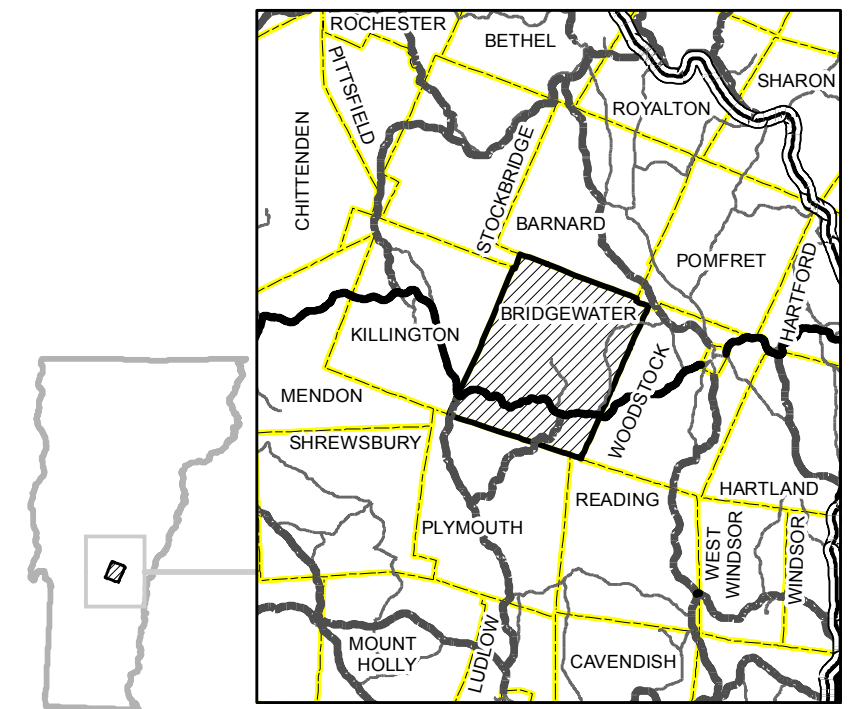 ROCHESTER
BETHEL
PITTSFIELD
SHARON
ROYALTON
CHITTENDEN
STOCKBRIDGE
BARNARD
POMFRET
HARTFORD
BRIDGEWATER
KILLINGTON
WOODSTOCK
MENDON
SHREWSBURY
READING
HARTLAND
PLYMOUTH
WEST
WINDSOR
WINDSOR
MOUNT
HOLLY
LUDLOW
CAVENDISH